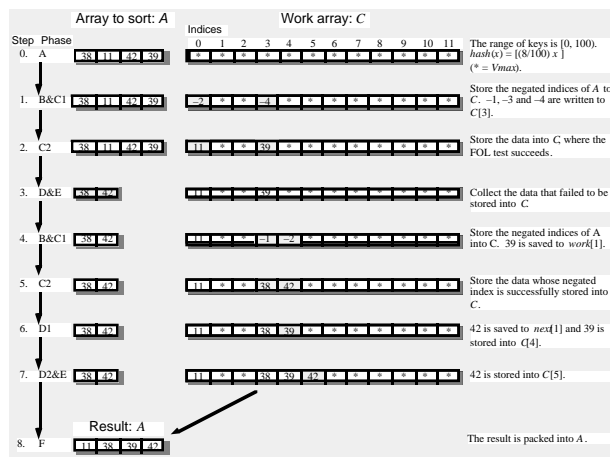 Array to sort: A Work array: C
Indices
Step Phase 0 1 2 3 4 5 6 7 8 9 10 11
0. A 38 11 42 39 * * * * * * * * * * * * The range of keys is [0, 100).
hash(x) = [(8/100) x ]
(* = Vmax).
1. B&C1 38 11 42 39 –2 * * –4 * * * * * * * * Store the negated indices of A to
C. –1, –3 and –4 are written to
C[3].
2. C2 38 11 42 39 11 * * 39 * * * * * * * * Store the data into C, where the
FOL test succeeds.
3. D&E 38 42 11 * * 39 * * * * * * * * Collect the data that failed to be
stored into C.
4. B&C1 38 42 11 * * –1 –2 * * * * * * * Store the negated indices of A
into C. 39 is saved to work[1].
5. C2 38 42 11 * * 38 42 * * * * * * * Store the data whose negated
index is successfully stored into
C.
6. D1 38 42 11 * * 38 39 * * * * * * * 42 is saved to next[1] and 39 is
stored into C[4].
7. D2&E 38 42 11 * * 38 39 42 * * * * * * 42 is stored into C[5].
Result: A
8. F 11 38 39 42 The result is packed into A.